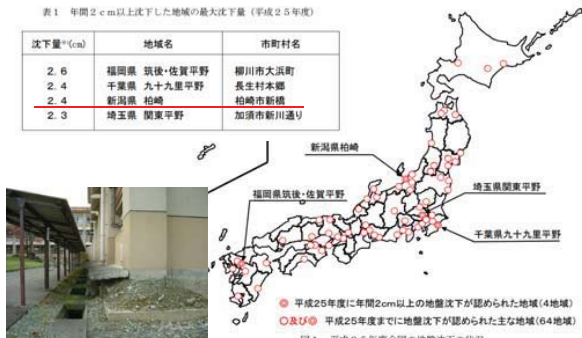 表1 年間2cm以上沈下した地域の最大沈下量（平成25年度）
沈下量*¹(cm) 地域名 市町村名
2.6 福岡県 筑後・佐賀平野 柳川市大浜町
2.4 千葉県 九十九里平野 長生村本郷
2.4 新潟県 柏崎 柏崎市新橋
2.3 埼玉県 関東平野 加須市新川通り
新潟県柏崎
福岡県筑後・佐賀平野
埼玉県関東平野
千葉県九十九里平野
◎ 平成25年度に年間2cm以上の地盤沈下が認められた地域(4地域)
○及び◎ 平成25年度までに地盤沈下が認められた主な地域(64地域)